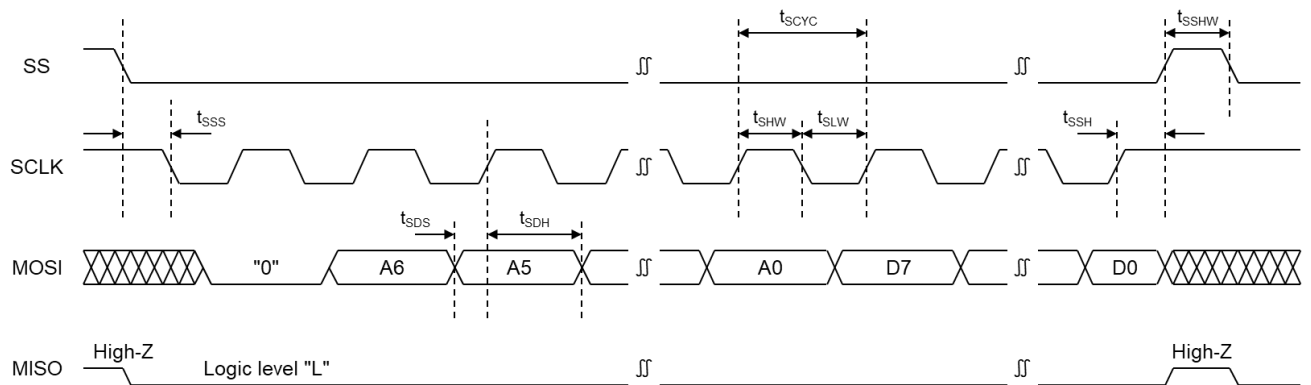 tSCYC
tSSHW
SS
tSSS
tSHW
tSLW
tSSH
SCLK
tSDS
tSDH
MOSI
"0"
A6
A5
A0
D7
D0
High-Z
High-Z
MISO
Logic level "L"